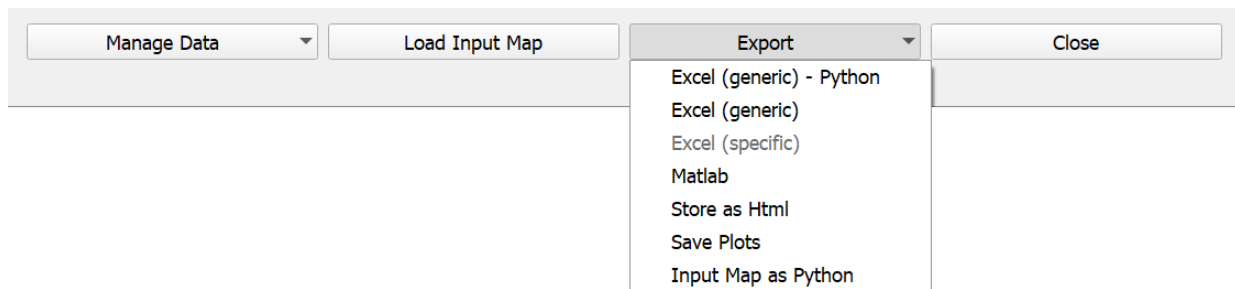 Manage Data Load Input Map Export Close
Excel (generic) - Python
Excel (generic)
Excel (specific)
Matlab
Store as Html
Save Plots
Input Map as Python